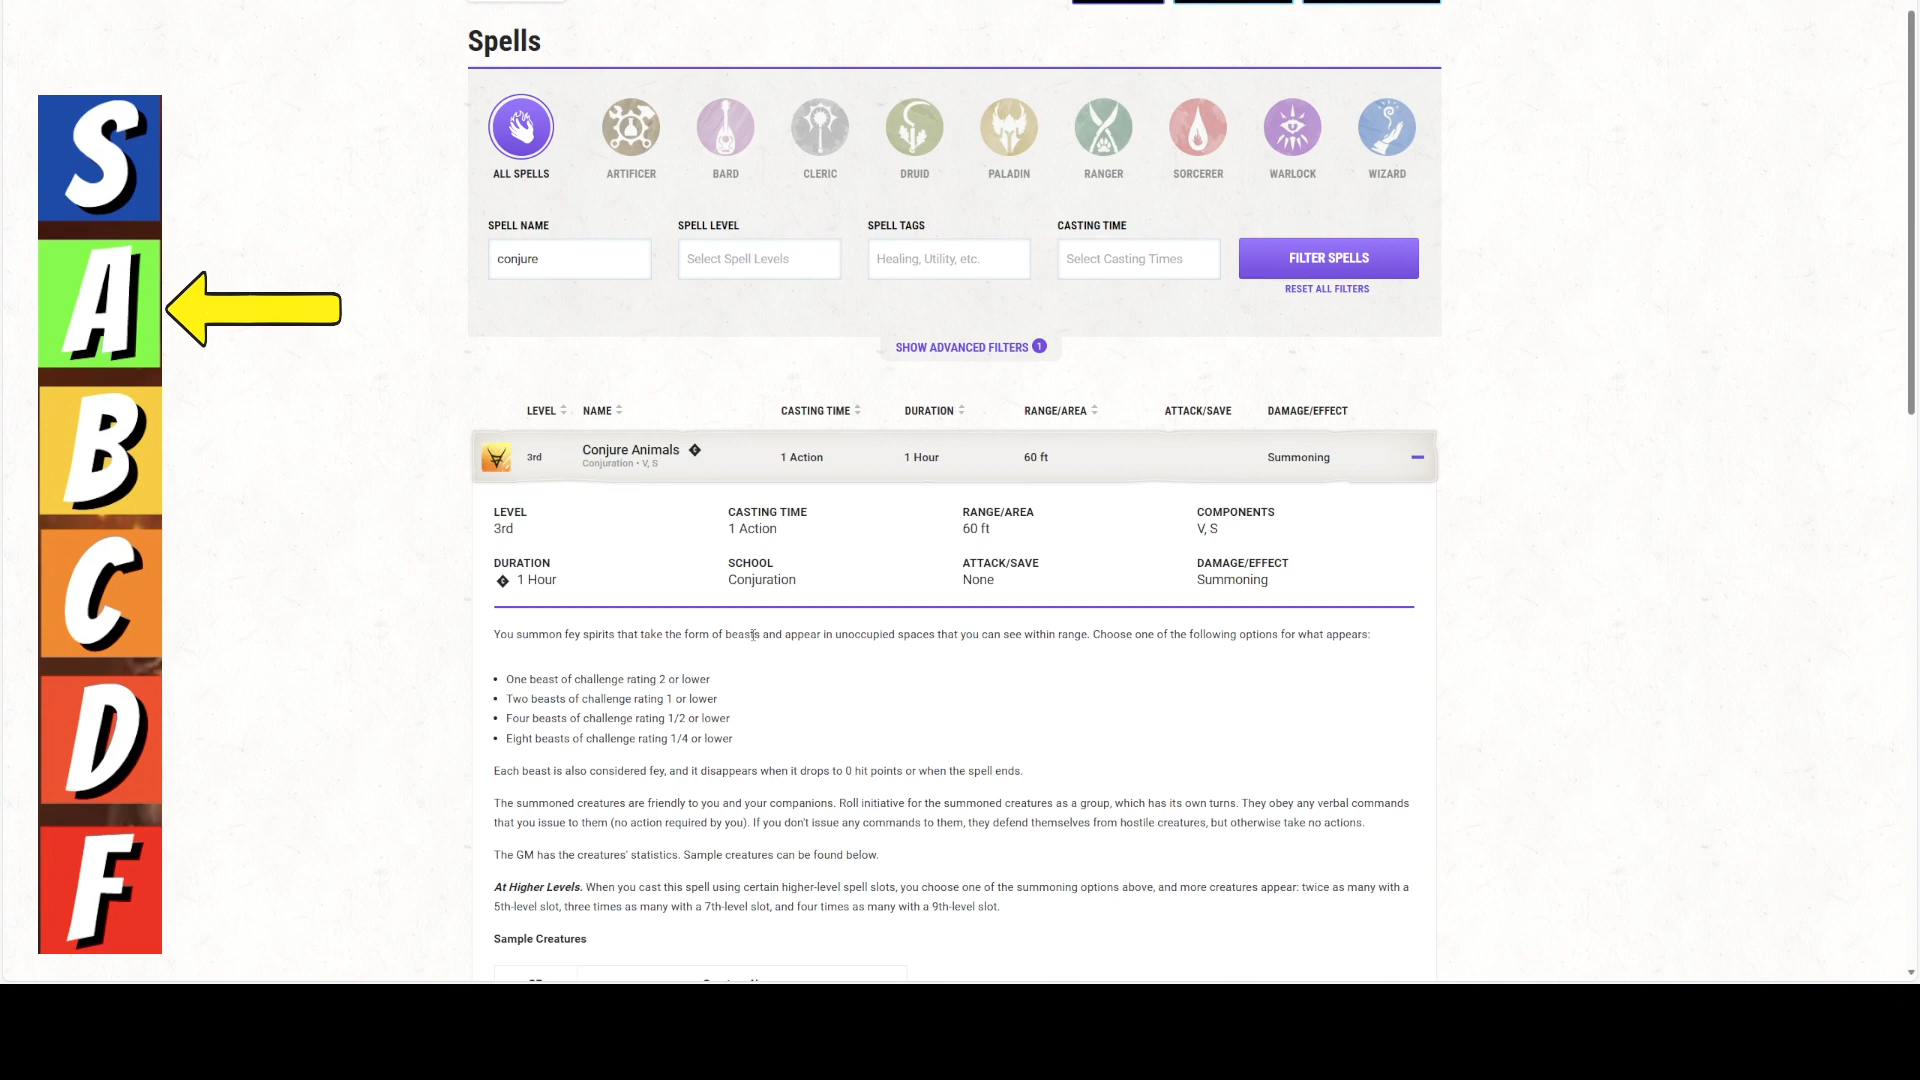 Spells
ALL SPELLS
ARTIFICER
BARD
CLERIC
DRUID
PALADIN
RANGER
SORCERER
WARLOCK
WIZARD
SPELL NAME
SPELL LEVEL
SPELL TAGS
CASTING TIME
conjure
Select Spell Levels
Healing, Utility, etc.
Select Casting Times
FILTER SPELLS
RESET ALL FILTERS
SHOW ADVANCED FILTERS 1
LEVEL NAME CASTING TIME DURATION RANGE/AREA ATTACK/SAVE DAMAGE/EFFECT
3rd Conjure Animals C 1 Action 1 Hour 60 ft Summoning
Conjuration • V, S
LEVEL CASTING TIME RANGE/AREA COMPONENTS
3rd 1 Action 60 ft V, S
DURATION SCHOOL ATTACK/SAVE DAMAGE/EFFECT
C 1 Hour Conjuration None Summoning
You summon fey spirits that take the form of beasts and appear in unoccupied spaces that you can see within range. Choose one of the following options for what appears:
• One beast of challenge rating 2 or lower
• Two beasts of challenge rating 1 or lower
• Four beasts of challenge rating 1/2 or lower
• Eight beasts of challenge rating 1/4 or lower
Each beast is also considered fey, and it disappears when it drops to 0 hit points or when the spell ends.
The summoned creatures are friendly to you and your companions. Roll initiative for the summoned creatures as a group, which has its own turns. They obey any verbal commands
that you issue to them (no action required by you). If you don't issue any commands to them, they defend themselves from hostile creatures, but otherwise take no actions.
The GM has the creatures' statistics. Sample creatures can be found below.
At Higher Levels. When you cast this spell using certain higher-level spell slots, you choose one of the summoning options above, and more creatures appear: twice as many with a
5th-level slot, three times as many with a 7th-level slot, and four times as many with a 9th-level slot.
Sample Creatures
S
A
B
C
D
F